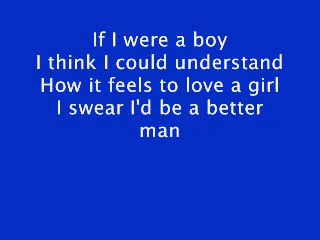 If I were a boy
I think I could understand
How it feels to love a girl
I swear I'd be a better
man